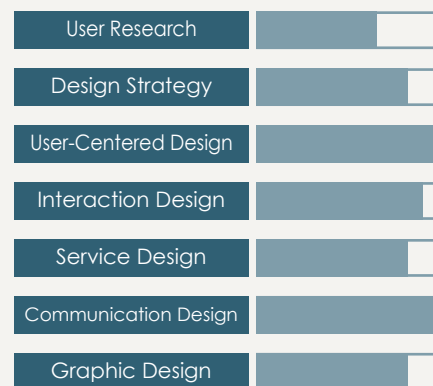 User Research
Design Strategy
User-Centered Design
Interaction Design
Service Design
Communication Design
Graphic Design